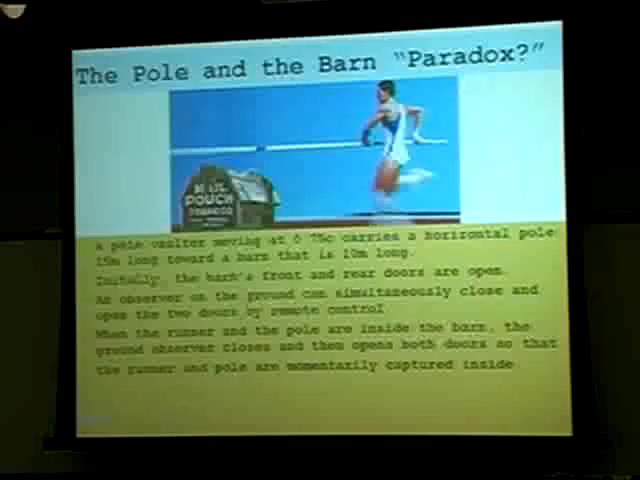 The Pole and the Barn “Paradox?”
MAIL
POUCH
TOBACCO
a pole vaulter moving at 0 75c carries a horizontal pole
15m long toward a barn that is 10m long.
Initially, the barn's front and rear doors are open.
An observer on the ground can simultaneously close and
open the two doors by remote control
When the runner and the pole are inside the barn, the
ground observer closes and then opens both doors so that
the runner and pole are momentarily captured inside